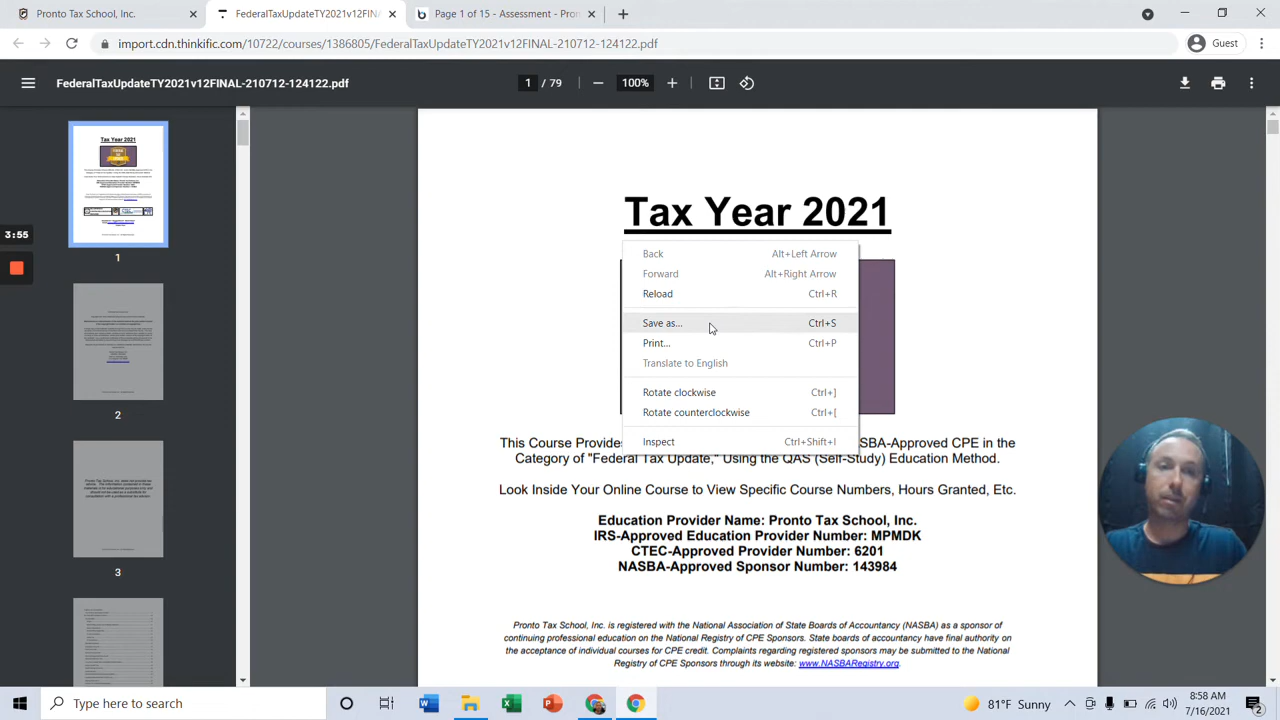 Pronto Tax School, Inc.
FederalTaxUpdateTY2021v12FINA
Page 1 of 15 - Assessment - Pron
import.cdn.thinkific.com/10722/courses/1386805/FederalTaxUpdateTY2021v12FINAL-210712-124122.pdf
Guest
FederalTaxUpdateTY2021v12FINAL-210712-124122.pdf
1 / 79
100%
Tax Year 2021
1
2
3
3:55
Tax Year 2021
Back Alt+Left Arrow
Forward Alt+Right Arrow
Reload Ctrl+R
Save as... Ctrl+S
Print... Ctrl+P
Translate to English
Rotate clockwise Ctrl+]
Rotate counterclockwise Ctrl+[
Inspect Ctrl+Shift+I
This Course Provides SBA-Approved CPE in the
Category of "Federal Tax Update," Using the QAS (Self-Study) Education Method.
Look Inside Your Online Course to View Specific Course Numbers, Hours Granted, Etc.
Education Provider Name: Pronto Tax School, Inc.
IRS-Approved Education Provider Number: MPMDK
CTEC-Approved Provider Number: 6201
NASBA-Approved Sponsor Number: 143984
Pronto Tax School, Inc. is registered with the National Association of State Boards of Accountancy (NASBA) as a sponsor of
continuing professional education on the National Registry of CPE Sponsors. State boards of accountancy have final authority on
the acceptance of individual courses for CPE credit. Complaints regarding registered sponsors may be submitted to the National
Registry of CPE Sponsors through its website: www.NASBARegistry.org.
Type here to search
81°F Sunny
8:58 AM
7/16/2021
2